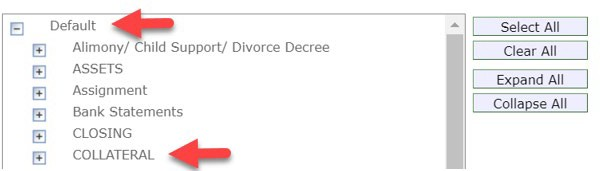 Default
Alimony/ Child Support/ Divorce Decree
ASSETS
Assignment
Bank Statements
CLOSING
COLLATERAL
Select All
Clear All
Expand All
Collapse All